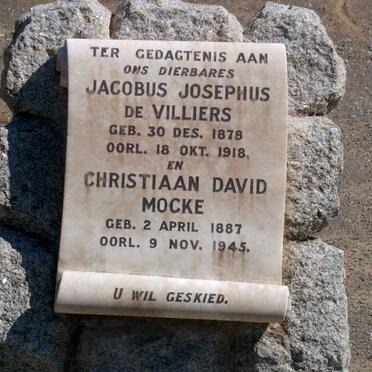 TER GEDAGTENIS AAN
ONS DIERBARES
JACOBUS JOSEPHUS
DE VILLIERS
GEB. 30 DES. 1878
OORL. 18 OKT. 1918.
EN
CHRISTIAAN DAVID
MOCKE
GEB. 2 APRIL 1887
OORL. 9 NOV. 1945.
U WIL GESKIED.